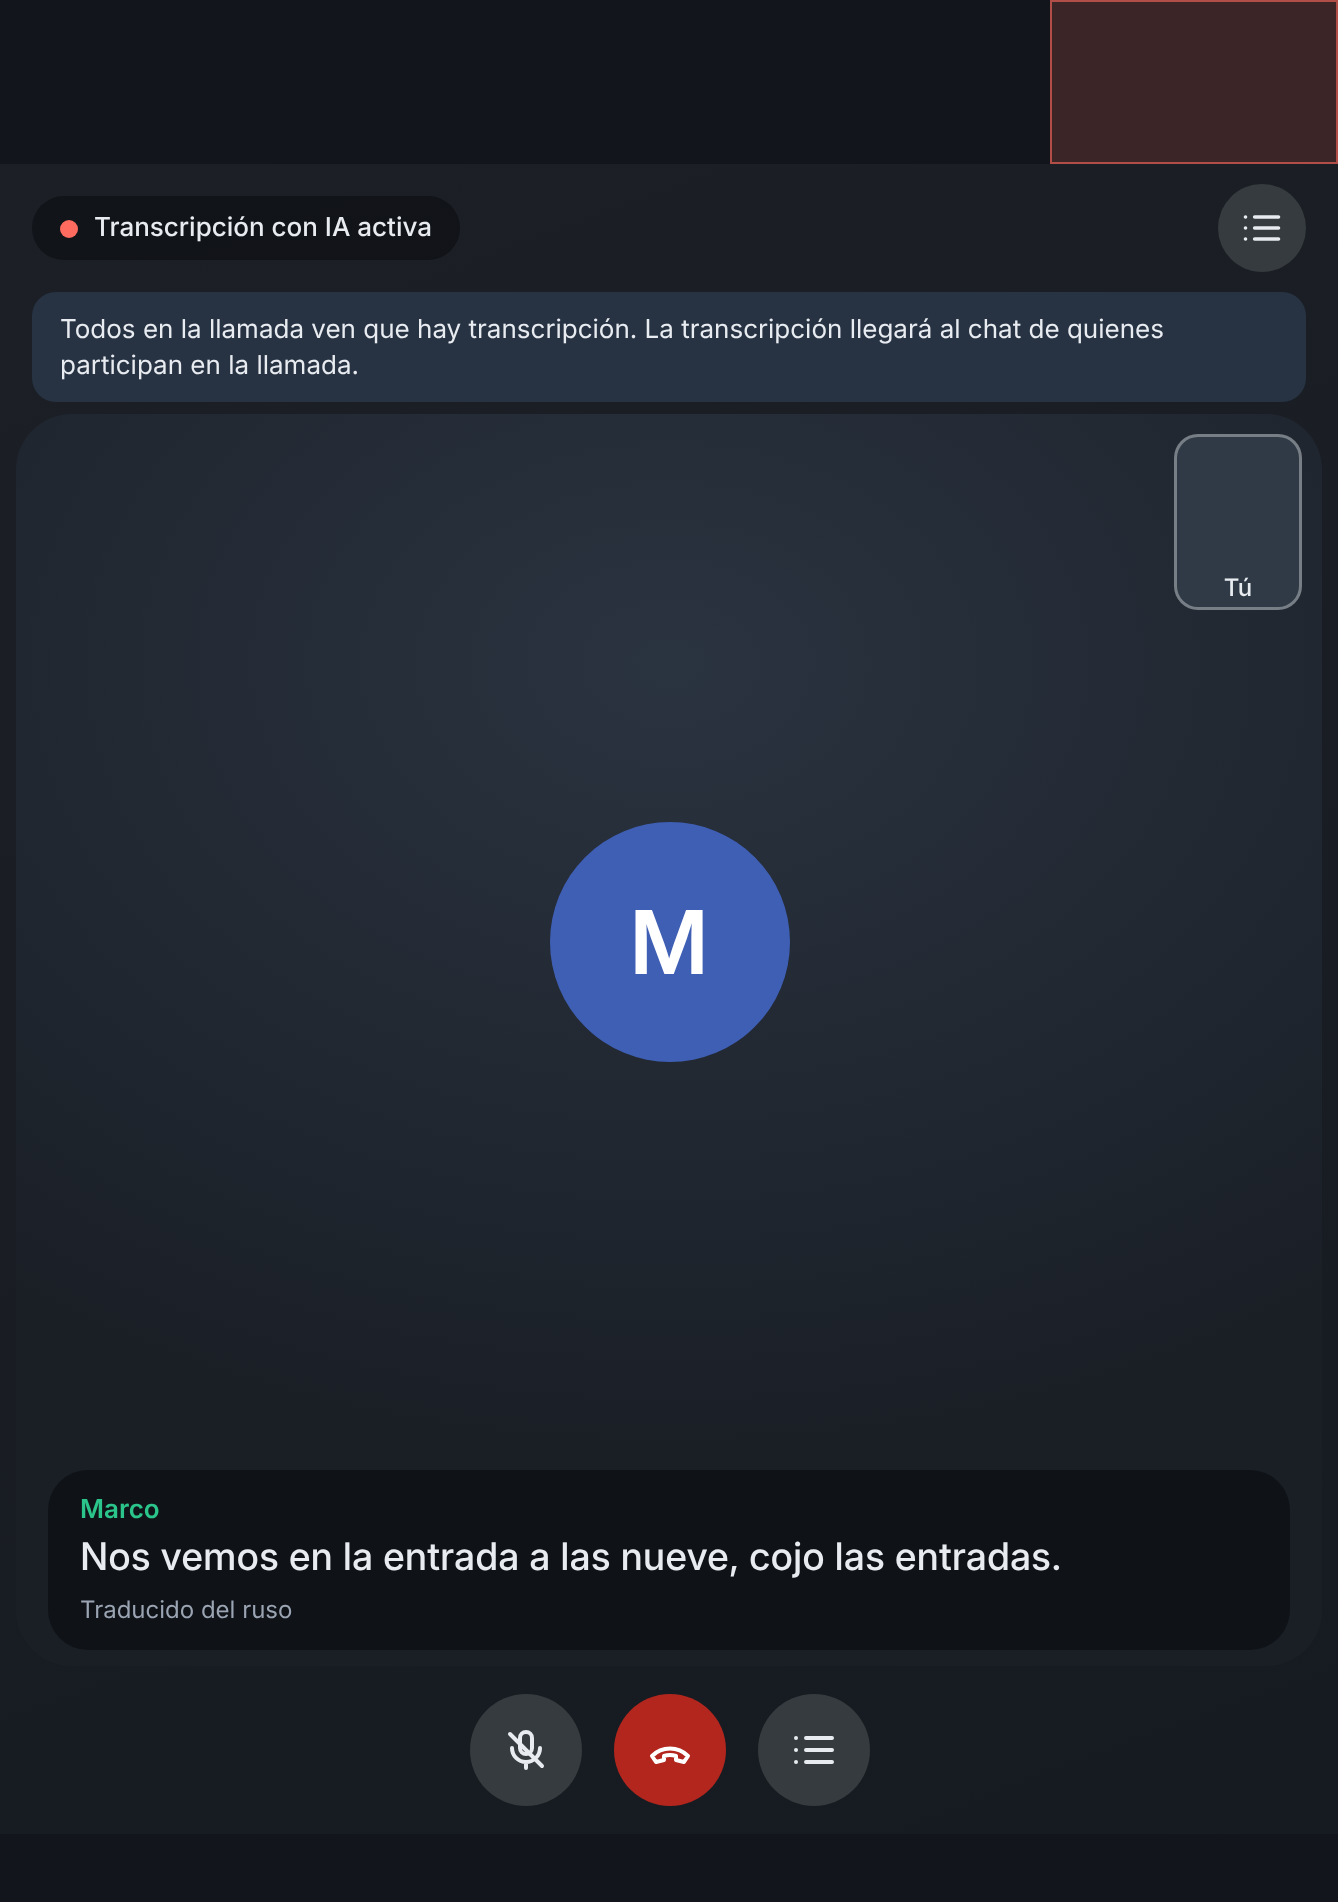 Transcripción con IA activa
Todos en la llamada ven que hay transcripción. La transcripción llegará al chat de quienes
participan en la llamada.
Tú
M
Marco
Nos vemos en la entrada a las nueve, cojo las entradas.
Traducido del ruso